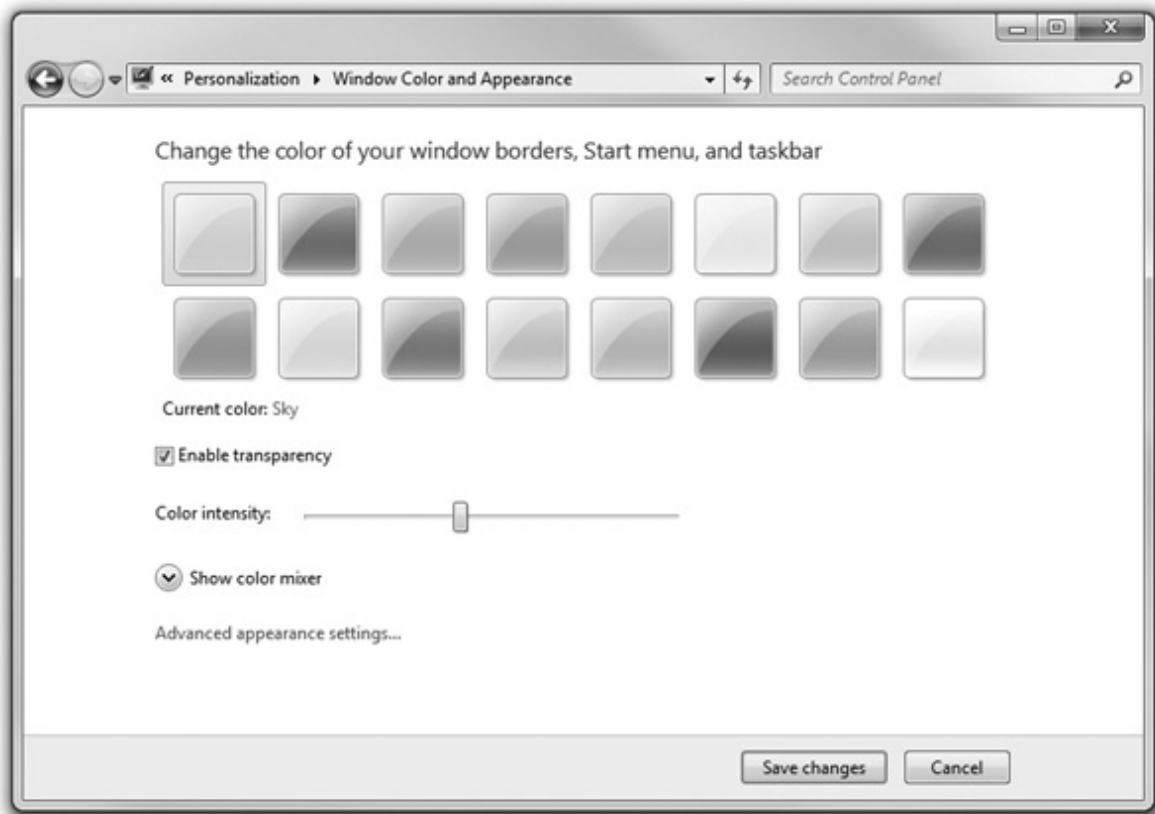 « Personalization ▸ Window Color and Appearance
Search Control Panel
Change the color of your window borders, Start menu, and taskbar
Current color: Sky
Enable transparency
Color intensity:
Show color mixer
Advanced appearance settings...
Save changes
Cancel